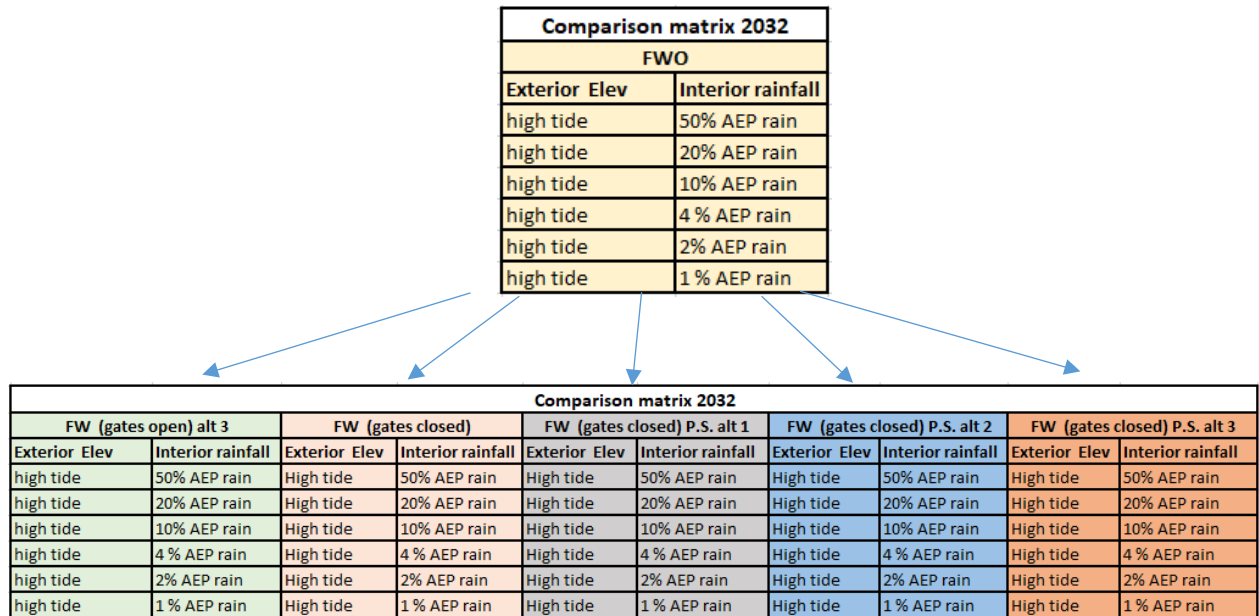 Comparison matrix 2032
FWO
Exterior Elev Interior rainfall
high tide 50% AEP rain
high tide 20% AEP rain
high tide 10% AEP rain
high tide 4 % AEP rain
high tide 2% AEP rain
high tide 1 % AEP rain
Comparison matrix 2032
FW (gates open) alt 3 FW (gates closed) FW (gates closed) P.S. alt 1 FW (gates closed) P.S. alt 2 FW (gates closed) P.S. alt 3
Exterior Elev Interior rainfall Exterior Elev Interior rainfall Exterior Elev Interior rainfall Exterior Elev Interior rainfall Exterior Elev Interior rainfall
high tide 50% AEP rain High tide 50% AEP rain High tide 50% AEP rain High tide 50% AEP rain High tide 50% AEP rain
high tide 20% AEP rain High tide 20% AEP rain High tide 20% AEP rain High tide 20% AEP rain High tide 20% AEP rain
high tide 10% AEP rain High tide 10% AEP rain High tide 10% AEP rain High tide 10% AEP rain High tide 10% AEP rain
high tide 4 % AEP rain High tide 4 % AEP rain High tide 4 % AEP rain High tide 4 % AEP rain High tide 4 % AEP rain
high tide 2% AEP rain High tide 2% AEP rain High tide 2% AEP rain High tide 2% AEP rain High tide 2% AEP rain
high tide 1 % AEP rain High tide 1 % AEP rain High tide 1 % AEP rain High tide 1 % AEP rain High tide 1 % AEP rain